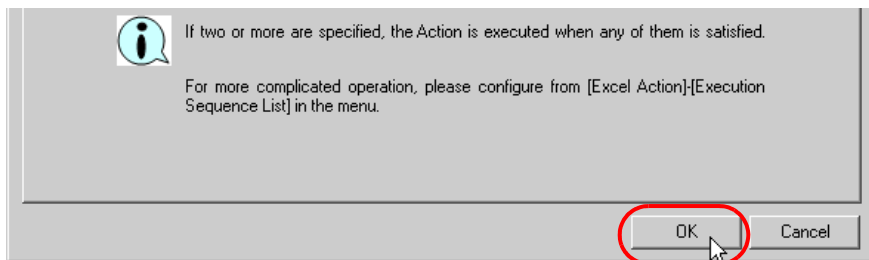 If two or more are specified, the Action is executed when any of them is satisfied.
For more complicated operation, please configure from [Excel Action]-[Execution
Sequence List] in the menu.
OK
Cancel